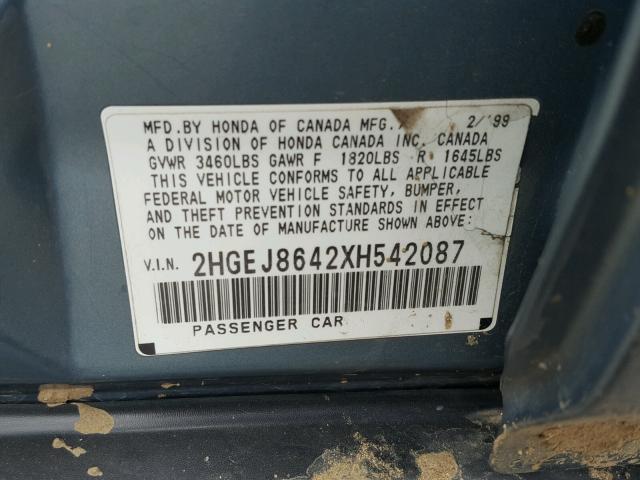 MFD.BY HONDA OF CANADA MFG. 2/'99
A DIVISION OF HONDA CANADA INC, CANADA
GVWR 3460LBS GAWR F 1820LBS R 1645LBS
THIS VEHICLE CONFORMS TO ALL APPLICABLE
FEDERAL MOTOR VEHICLE SAFETY, BUMPER,
AND THEFT PREVENTION STANDARDS IN EFFECT
ON THE DATE OF MANUFACTURE SHOWN ABOVE:
V.I.N. 2HGEJ8642XH542087
PASSENGER CAR